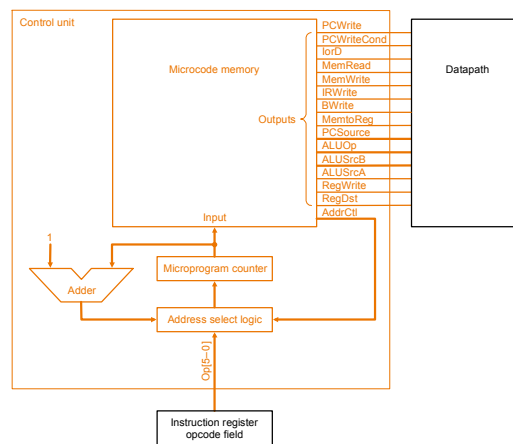 Control unit
PCWrite
PCWriteCond
IorD
MemRead
MemWrite
IRWrite
BWrite
MemtoReg
PCSource
ALUOp
ALUSrcB
ALUSrcA
RegWrite
RegDst
AddrCtl
Microcode memory
Outputs
Datapath
Input
1
Microprogram counter
Adder
Address select logic
Op[5–0]
Instruction register
opcode field